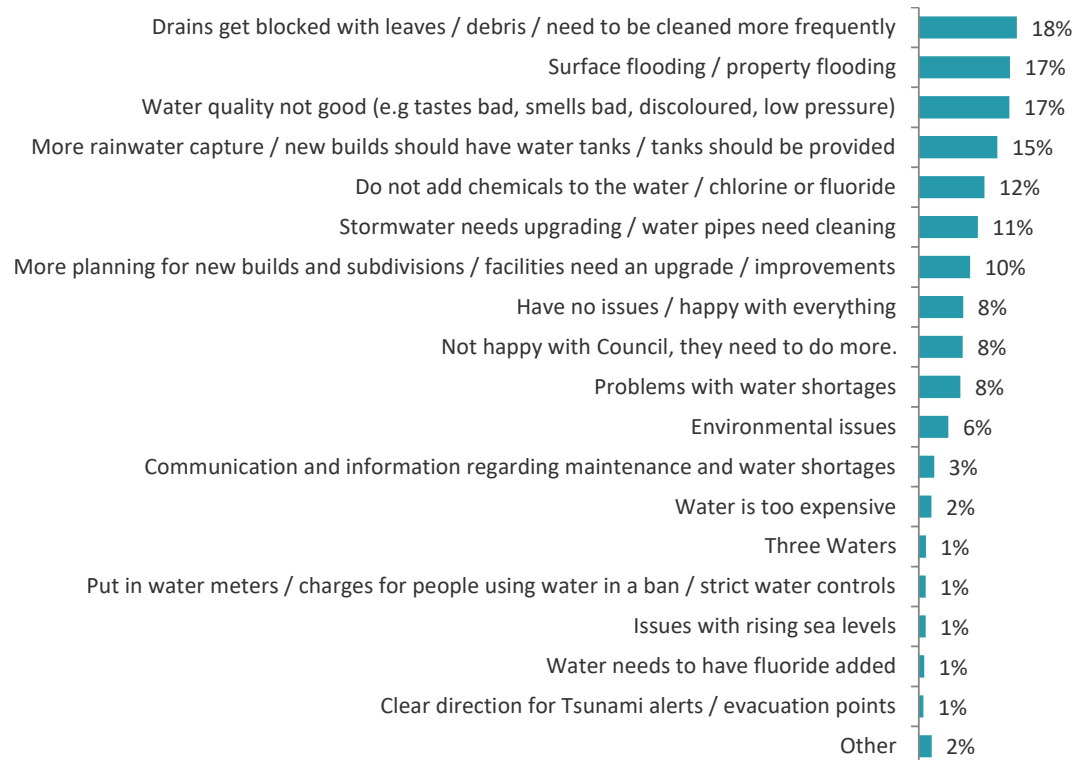 Drains get blocked with leaves / debris / need to be cleaned more frequently 18%
Surface flooding / property flooding 17%
Water quality not good (e.g tastes bad, smells bad, discoloured, low pressure) 17%
More rainwater capture / new builds should have water tanks / tanks should be provided 15%
Do not add chemicals to the water / chlorine or fluoride 12%
Stormwater needs upgrading / water pipes need cleaning 11%
More planning for new builds and subdivisions / facilities need an upgrade / improvements 10%
Have no issues / happy with everything 8%
Not happy with Council, they need to do more. 8%
Problems with water shortages 8%
Environmental issues 6%
Communication and information regarding maintenance and water shortages 3%
Water is too expensive 2%
Three Waters 1%
Put in water meters / charges for people using water in a ban / strict water controls 1%
Issues with rising sea levels 1%
Water needs to have fluoride added 1%
Clear direction for Tsunami alerts / evacuation points 1%
Other 2%